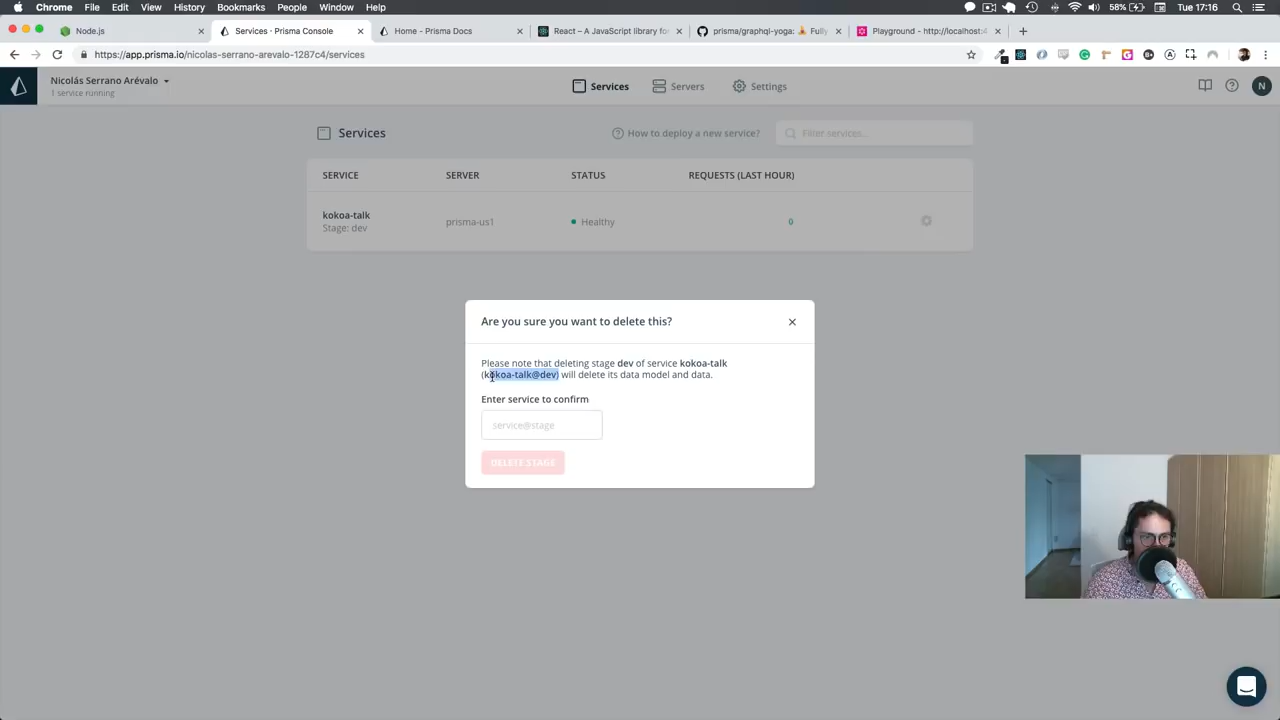 Chrome File Edit View History Bookmarks People Window Help
58% Tue 17:16
Node.js
Services · Prisma Console
Home - Prisma Docs
React – A JavaScript library for
prisma/graphql-yoga: Fully
Playground - http://localhost:4
https://app.prisma.io/nicolas-serrano-arevalo-1287c4/services
Nicolás Serrano Arévalo
1 service running
Services
Servers
Settings
N
Services
How to deploy a new service?
Filter services...
SERVICE SERVER STATUS REQUESTS (LAST HOUR)
kokoa-talk
Stage: dev
prisma-us1
Healthy
0
Are you sure you want to delete this?
Please note that deleting stage dev of service kokoa-talk
(kokoa-talk@dev) will delete its data model and data.
Enter service to confirm
service@stage
DELETE STAGE